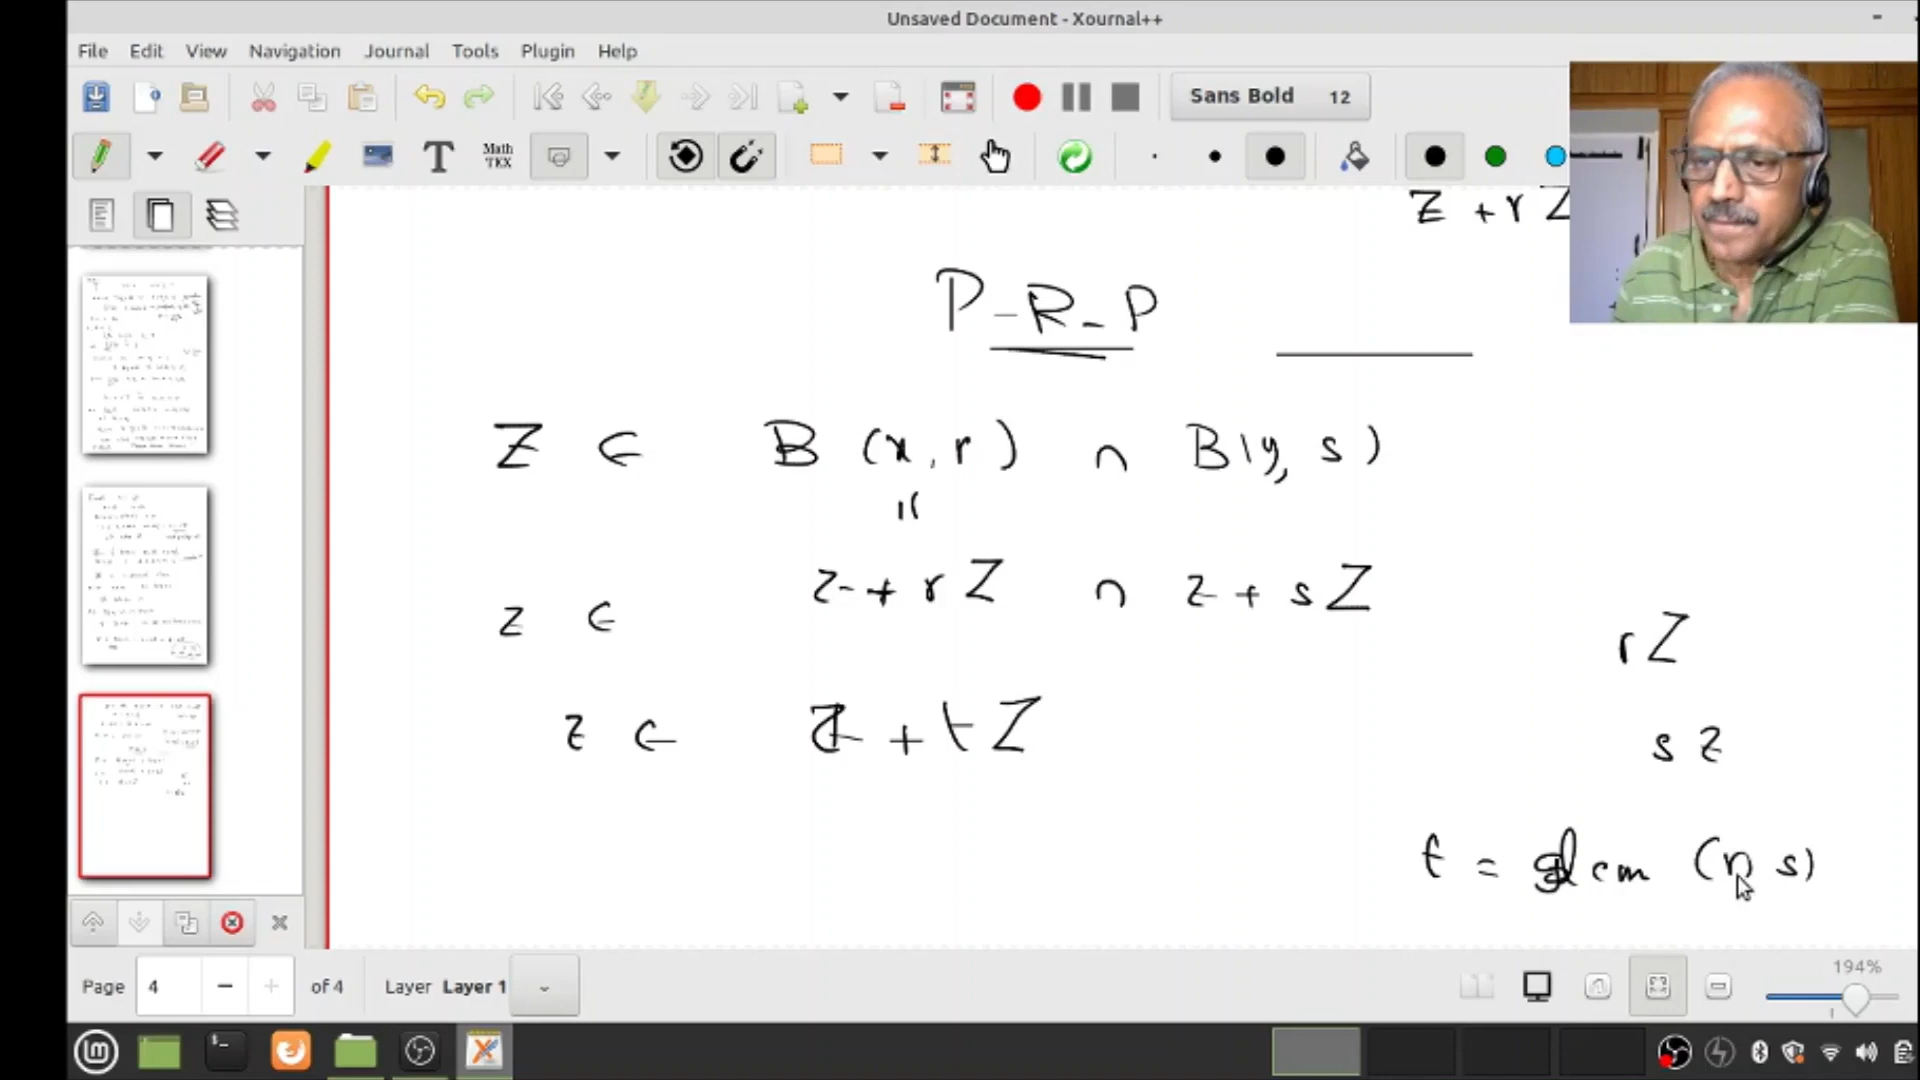 Unsaved Document - Xournal++
File Edit View Navigation Journal Tools Plugin Help
Sans Bold 12
T Math TEX
z + r Z
P - R - P
Z ∈ B (x, r) ∩ B(y, s)
||
z + r Z ∩ z + s Z
z ∈
r Z
z ∈ z + t Z
s Z
t = lcm (r, s)
Page 4 of 4 Layer Layer 1
194%